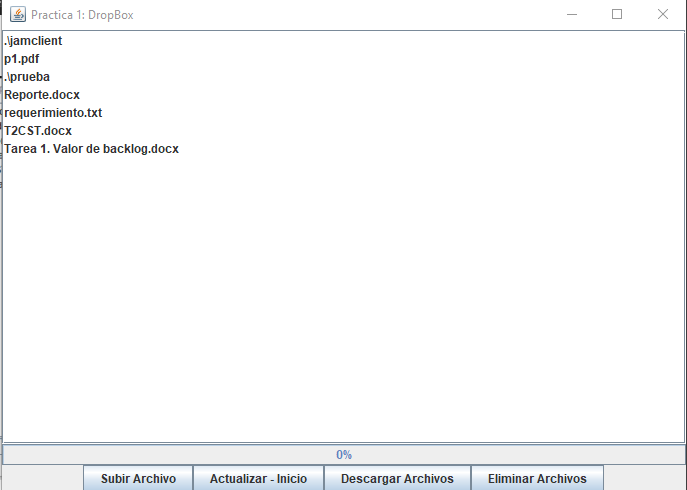 Practica 1: DropBox
.\jamclient
p1.pdf
.\prueba
Reporte.docx
requerimiento.txt
T2CST.docx
Tarea 1. Valor de backlog.docx
0%
Subir Archivo
Actualizar - Inicio
Descargar Archivos
Eliminar Archivos